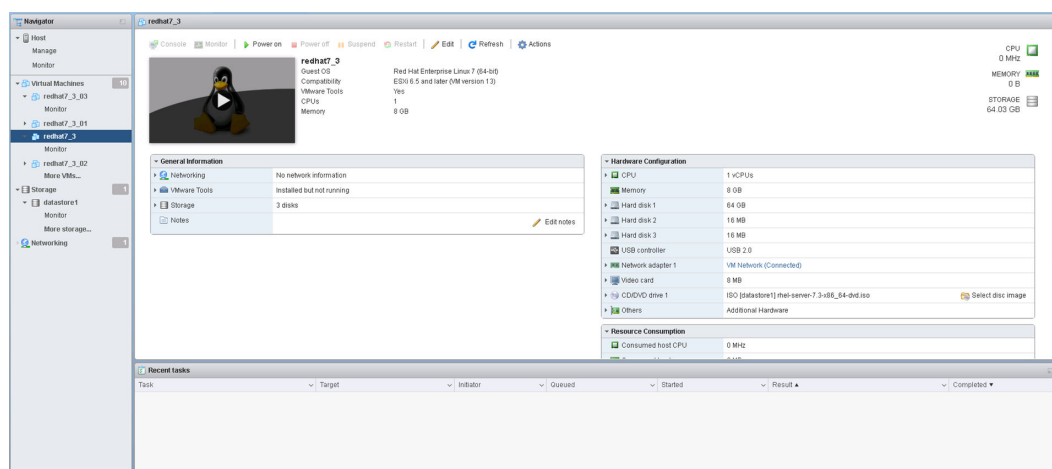 Navigator
Host
Manage
Monitor
Virtual Machines 10
redhat7_3_03
Monitor
redhat7_3_01
redhat7_3
Monitor
redhat7_3_02
More VMs...
Storage 1
datastore1
Monitor
More storage...
Networking 1
redhat7_3
Console Monitor Power on Power off Suspend Restart Edit Refresh Actions
redhat7_3
Guest OS Red Hat Enterprise Linux 7 (64-bit)
Compatibility ESXi 6.5 and later (VM version 13)
VMware Tools Yes
CPUs 1
Memory 8 GB
CPU
0 MHz
MEMORY
0 B
STORAGE
64.03 GB
General Information
Networking No network information
VMware Tools Installed but not running
Storage 3 disks
Notes Edit notes
Hardware Configuration
CPU 1 vCPUs
Memory 8 GB
Hard disk 1 64 GB
Hard disk 2 16 MB
Hard disk 3 16 MB
USB controller USB 2.0
Network adapter 1 VM Network (Connected)
Video card 8 MB
CD/DVD drive 1 ISO [datastore1] rhel-server-7.3-x86_64-dvd.iso Select disc image
Others Additional Hardware
Resource Consumption
Consumed host CPU 0 MHz
Recent tasks
Task Target Initiator Queued Started Result Completed